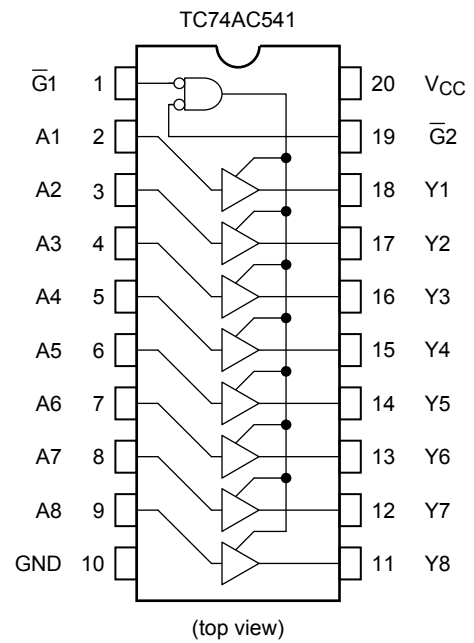 TC74AC541
G̅1 1 20 VCC
A1 2 19 G̅2
A2 3 18 Y1
A3 4 17 Y2
A4 5 16 Y3
A5 6 15 Y4
A6 7 14 Y5
A7 8 13 Y6
A8 9 12 Y7
GND 10 11 Y8
(top view)